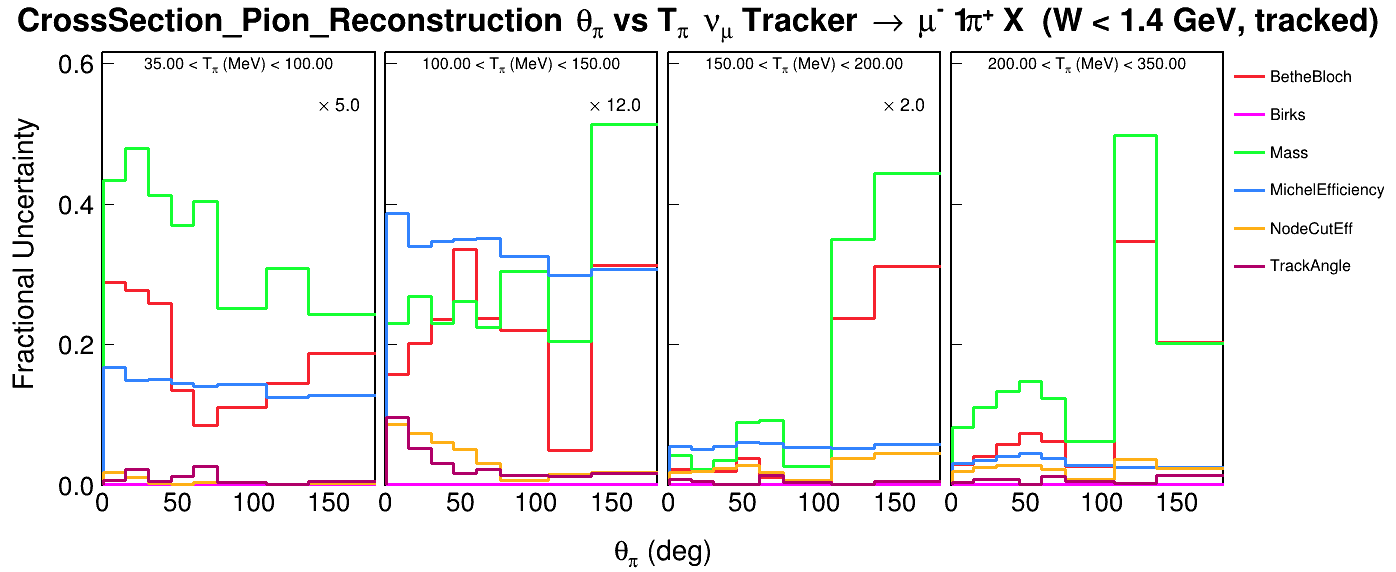 CrossSection_Pion_Reconstruction θπ vs Tπ νμ Tracker → μ⁻ 1π⁺ X (W < 1.4 GeV, tracked)
35.00 < Tπ (MeV) < 100.00
100.00 < Tπ (MeV) < 150.00
150.00 < Tπ (MeV) < 200.00
200.00 < Tπ (MeV) < 350.00
× 5.0
× 12.0
× 2.0
Fractional Uncertainty
0.6
0.4
0.2
0.0
0 50 100 150 0 50 100 150 0 50 100 150 0 50 100 150
θπ (deg)
BetheBloch
Birks
Mass
MichelEfficiency
NodeCutEff
TrackAngle